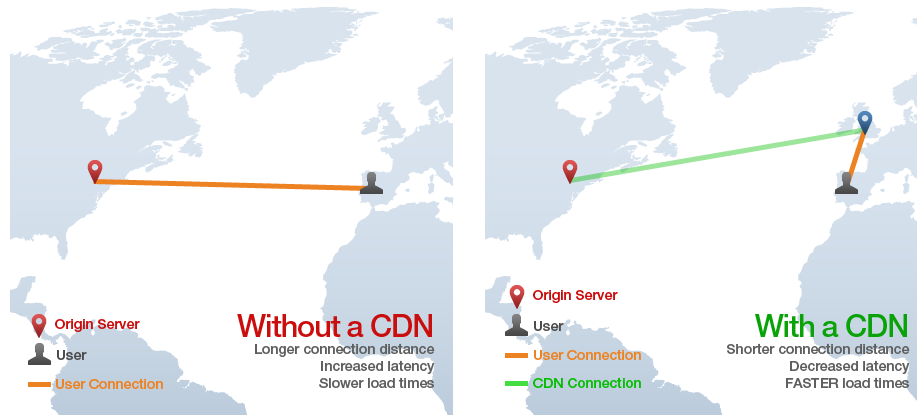 Origin Server
User
User Connection
Without a CDN
Longer connection distance
Increased latency
Slower load times
Origin Server
User
User Connection
CDN Connection
With a CDN
Shorter connection distance
Decreased latency
FASTER load times